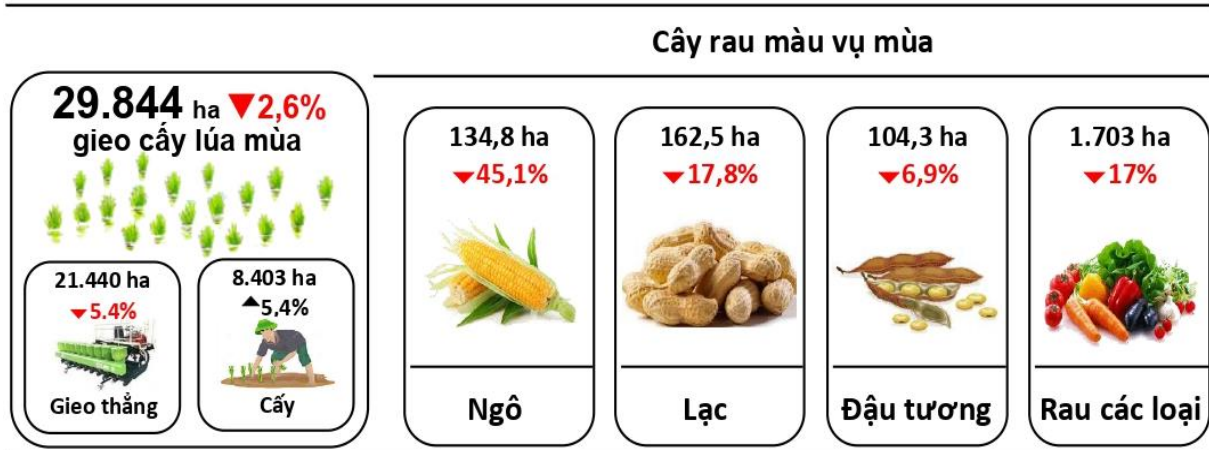 Cây rau màu vụ mùa
29.844 ha ▼2,6%
gieo cấy lúa mùa
21.440 ha
▼5.4%
Gieo thẳng
8.403 ha
▲5,4%
Cấy
134,8 ha
▼45,1%
Ngô
162,5 ha
▼17,8%
Lạc
104,3 ha
▼6,9%
Đậu tương
1.703 ha
▼17%
Rau các loại